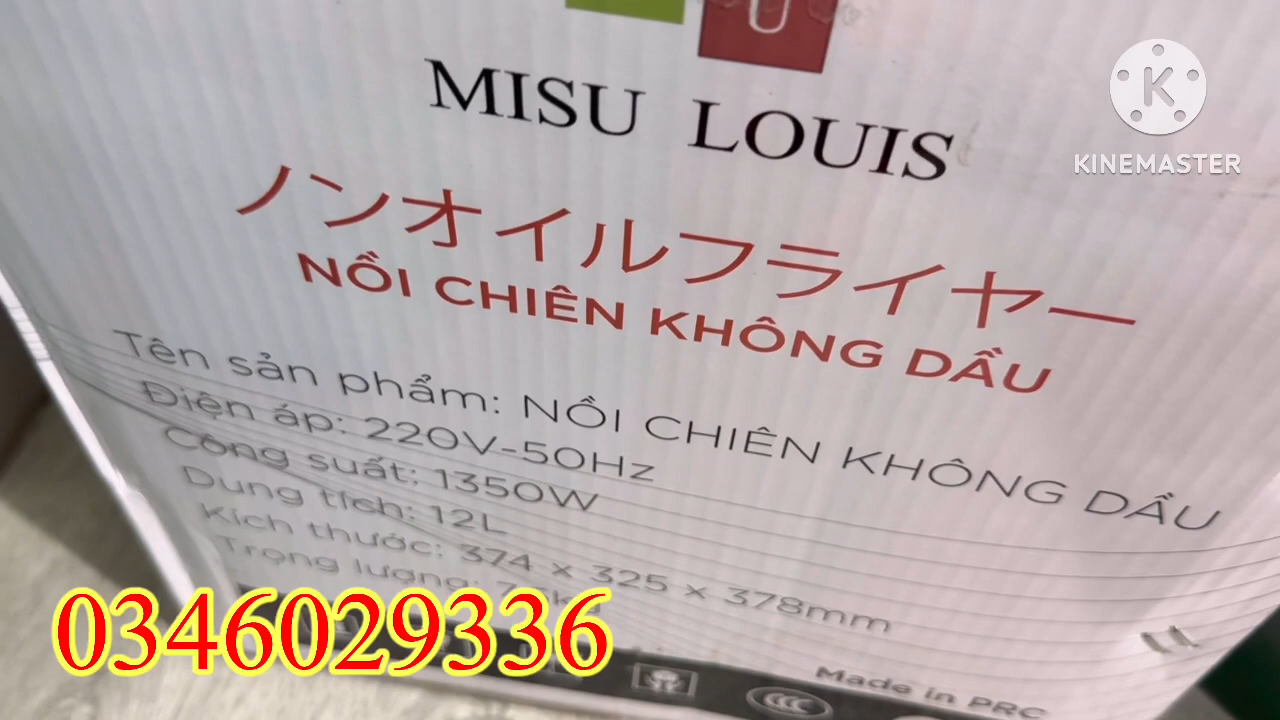 U
MISU LOUIS
KINEMASTER
ノンオイルフライヤー
NỒI CHIÊN KHÔNG DẦU
Tên sản phẩm: NỒI CHIÊN KHÔNG DẦU
Điện áp: 220V-50Hz
Công suất: 1350W
Dung tích: 12L
Kích thước: 374 x 325 x 378mm
Trọng lượng:
0346029336
Made in PRC